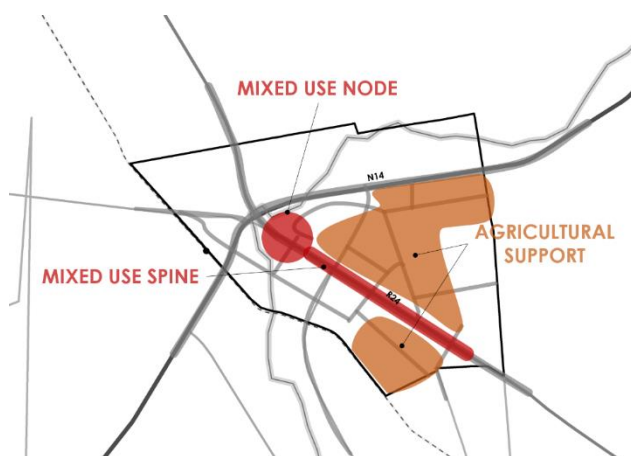 MIXED USE NODE
N14
AGRICULTURAL
SUPPORT
MIXED USE SPINE
R24